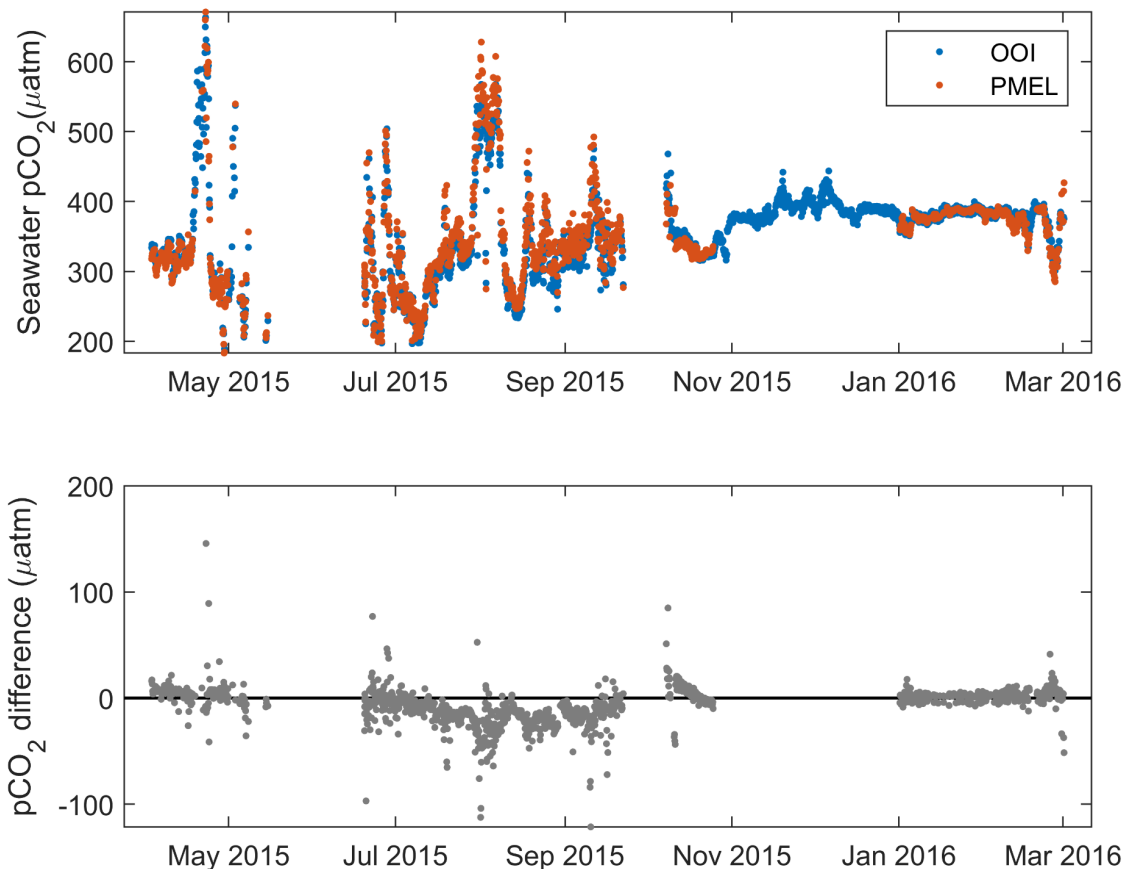 Seawater pCO2(μatm)
600
500
400
300
200
OOI
PMEL
May 2015 Jul 2015 Sep 2015 Nov 2015 Jan 2016 Mar 2016
pCO2 difference (μatm)
200
100
0
-100
May 2015 Jul 2015 Sep 2015 Nov 2015 Jan 2016 Mar 2016